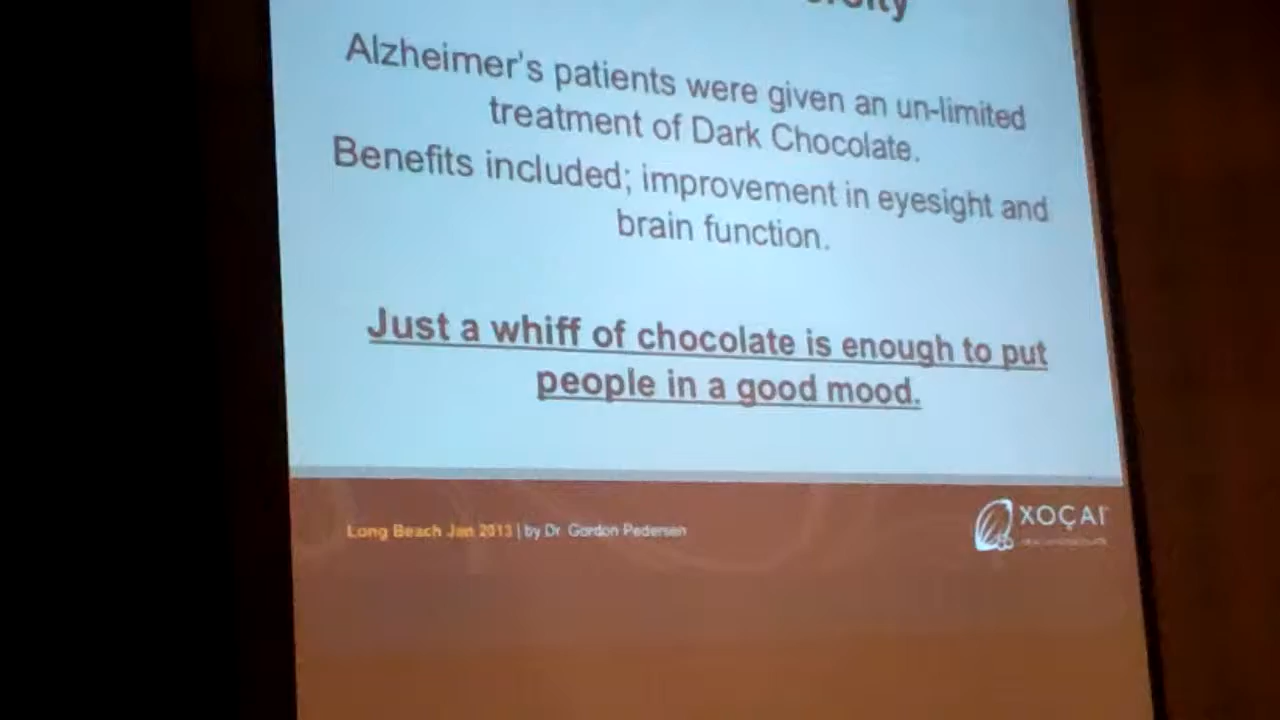 Alzheimer's patients were given an un-limited
treatment of Dark Chocolate.
Benefits included; improvement in eyesight and
brain function.
Just a whiff of chocolate is enough to put
people in a good mood.
Long Beach Jan 2013 | by Dr Gordon Pedersen
XOÇAI